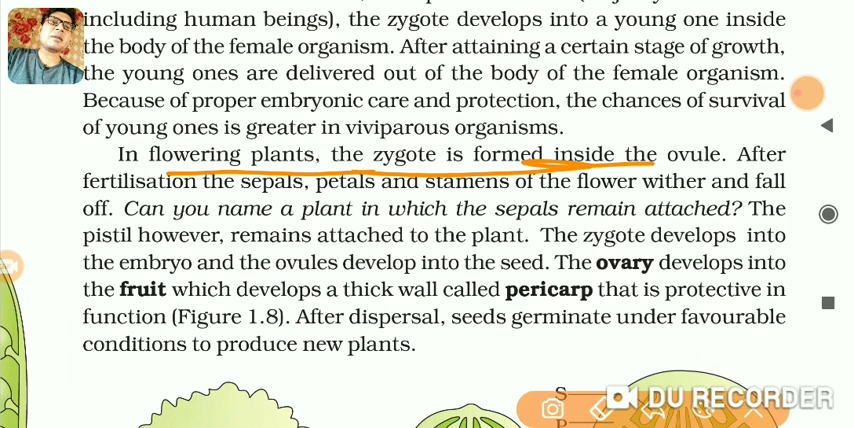 including human beings), the zygote develops into a young one inside
the body of the female organism. After attaining a certain stage of growth,
the young ones are delivered out of the body of the female organism.
Because of proper embryonic care and protection, the chances of survival
of young ones is greater in viviparous organisms.
In flowering plants, the zygote is formed inside the ovule. After
fertilisation the sepals, petals and stamens of the flower wither and fall
off. Can you name a plant in which the sepals remain attached? The
pistil however, remains attached to the plant. The zygote develops into
the embryo and the ovules develop into the seed. The ovary develops into
the fruit which develops a thick wall called pericarp that is protective in
function (Figure 1.8). After dispersal, seeds germinate under favourable
conditions to produce new plants.
S
P
DU RECORDER